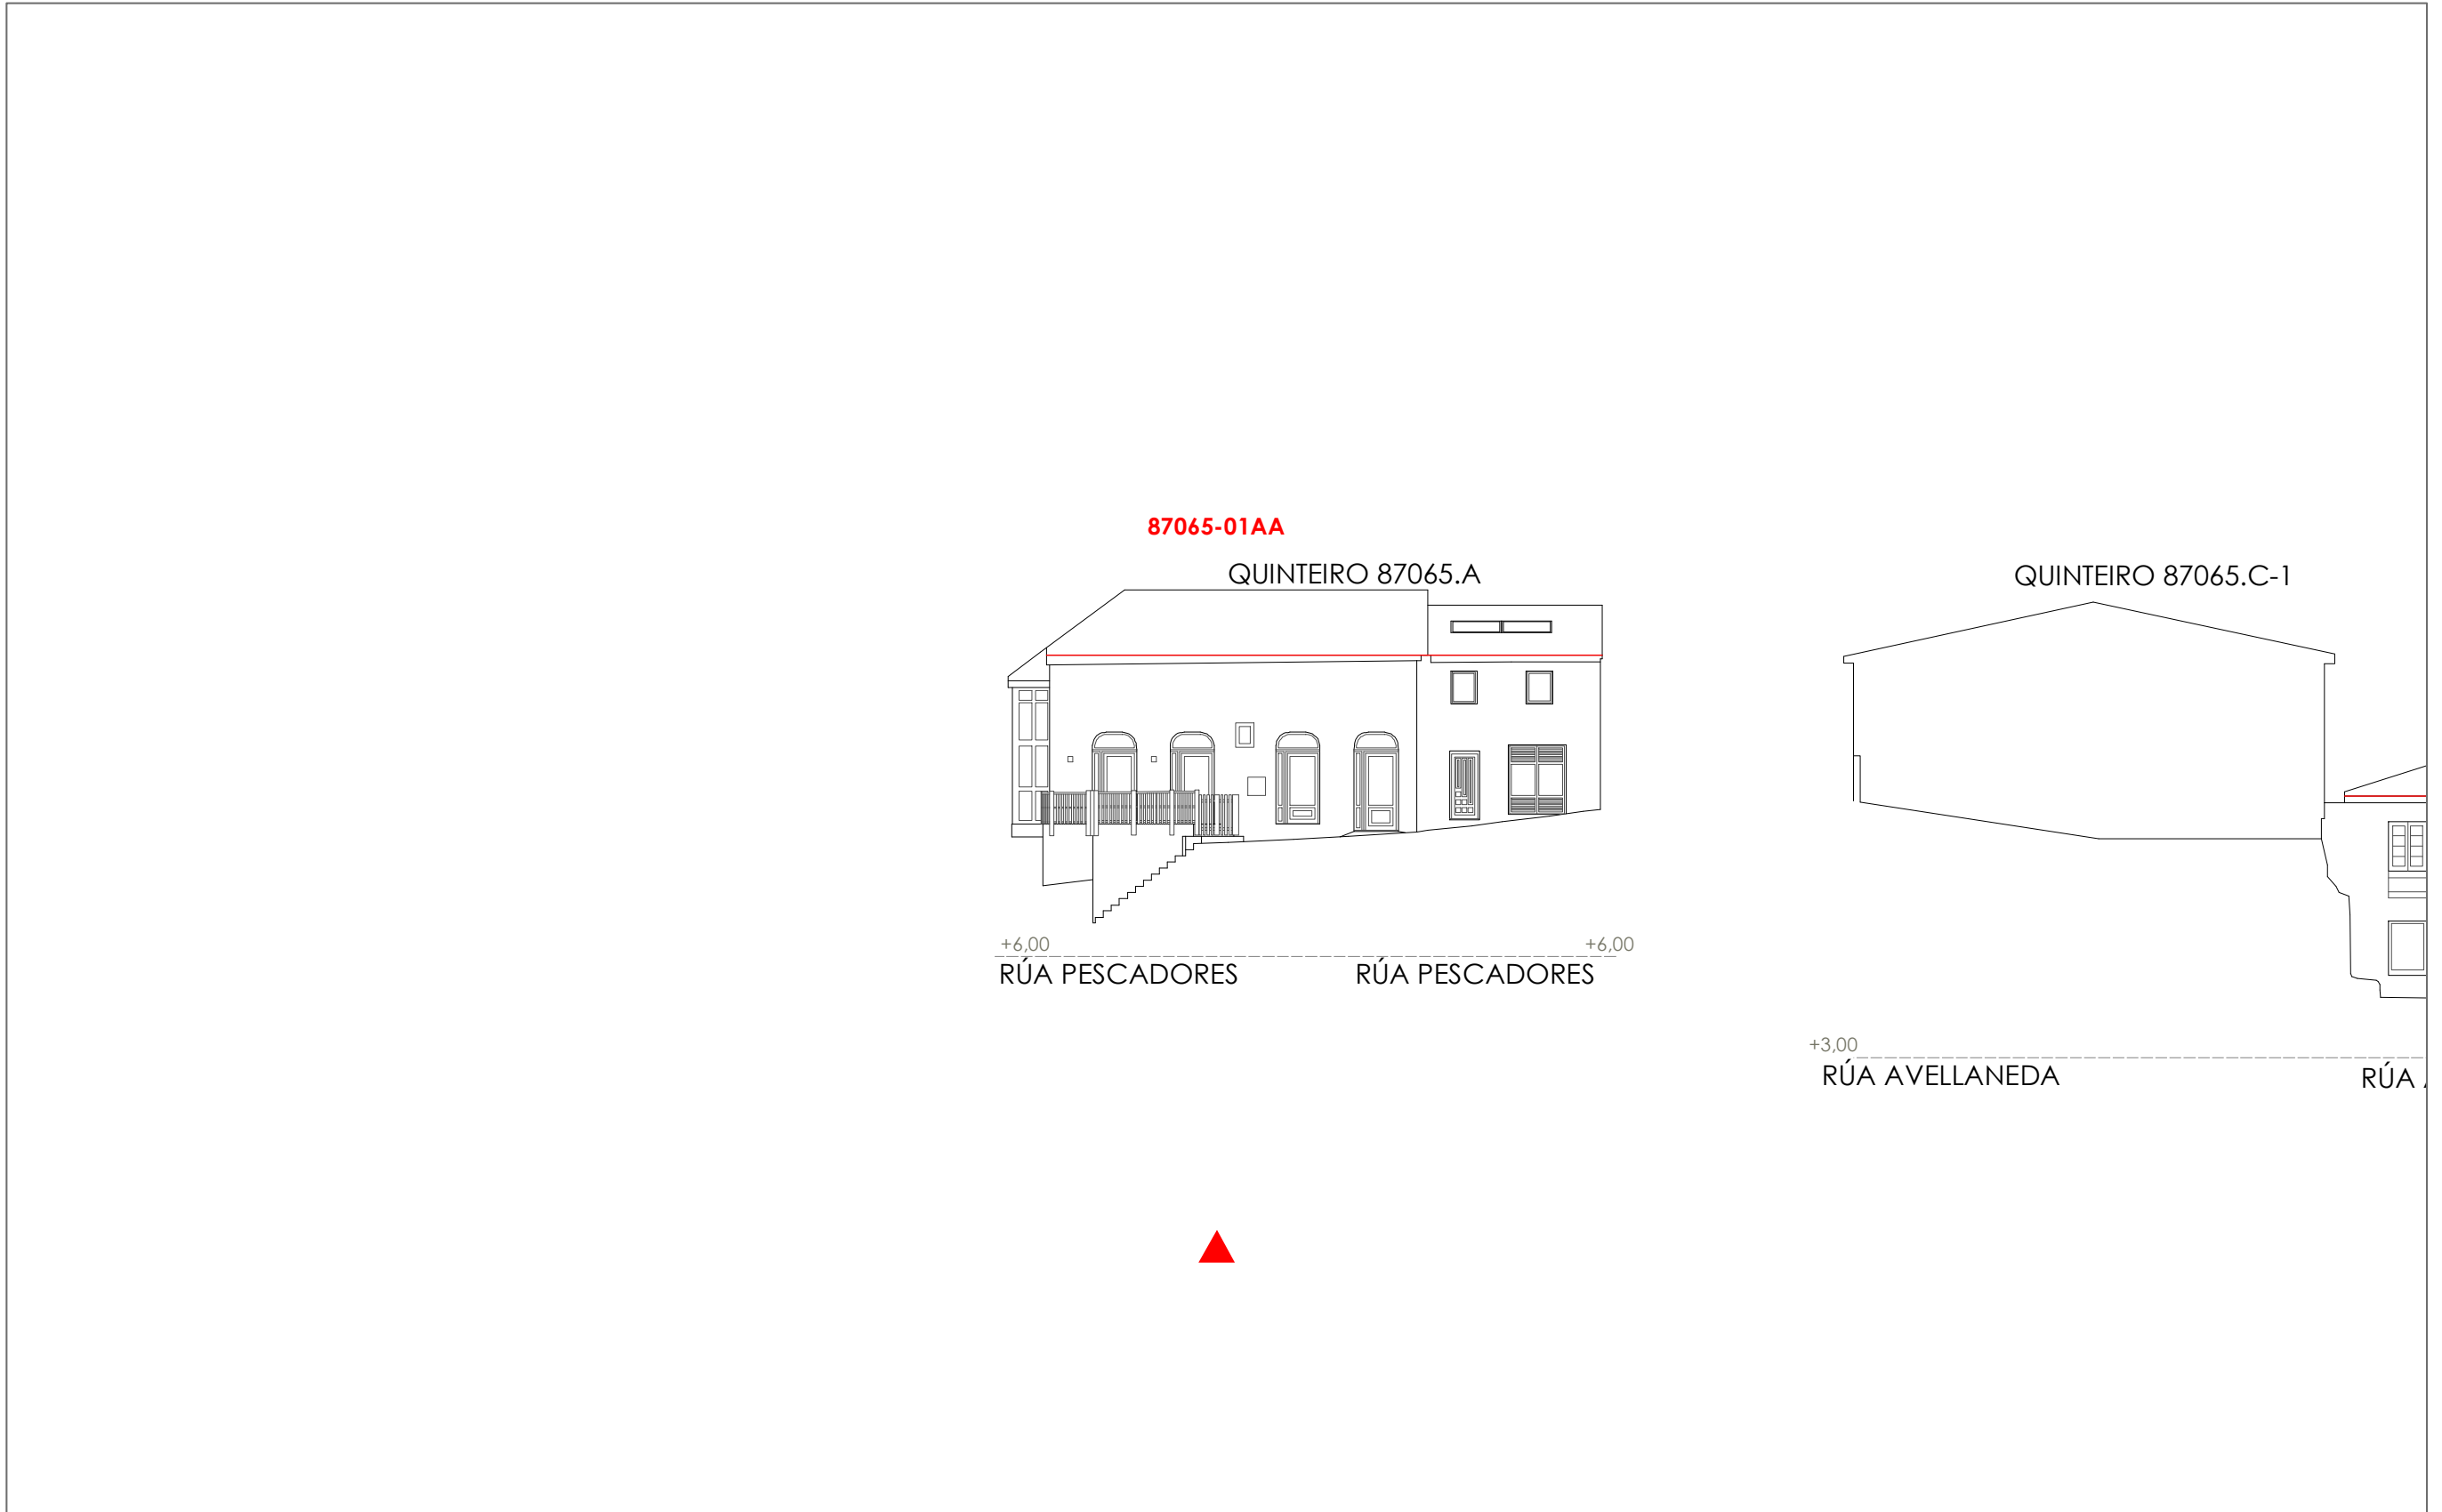 87065-01AA
QUINTEIRO 87065.A
QUINTEIRO 87065.C-1
+6,00 +6,00
RÚA PESCADORES RÚA PESCADORES
+3,00
RÚA AVELLANEDA RÚA